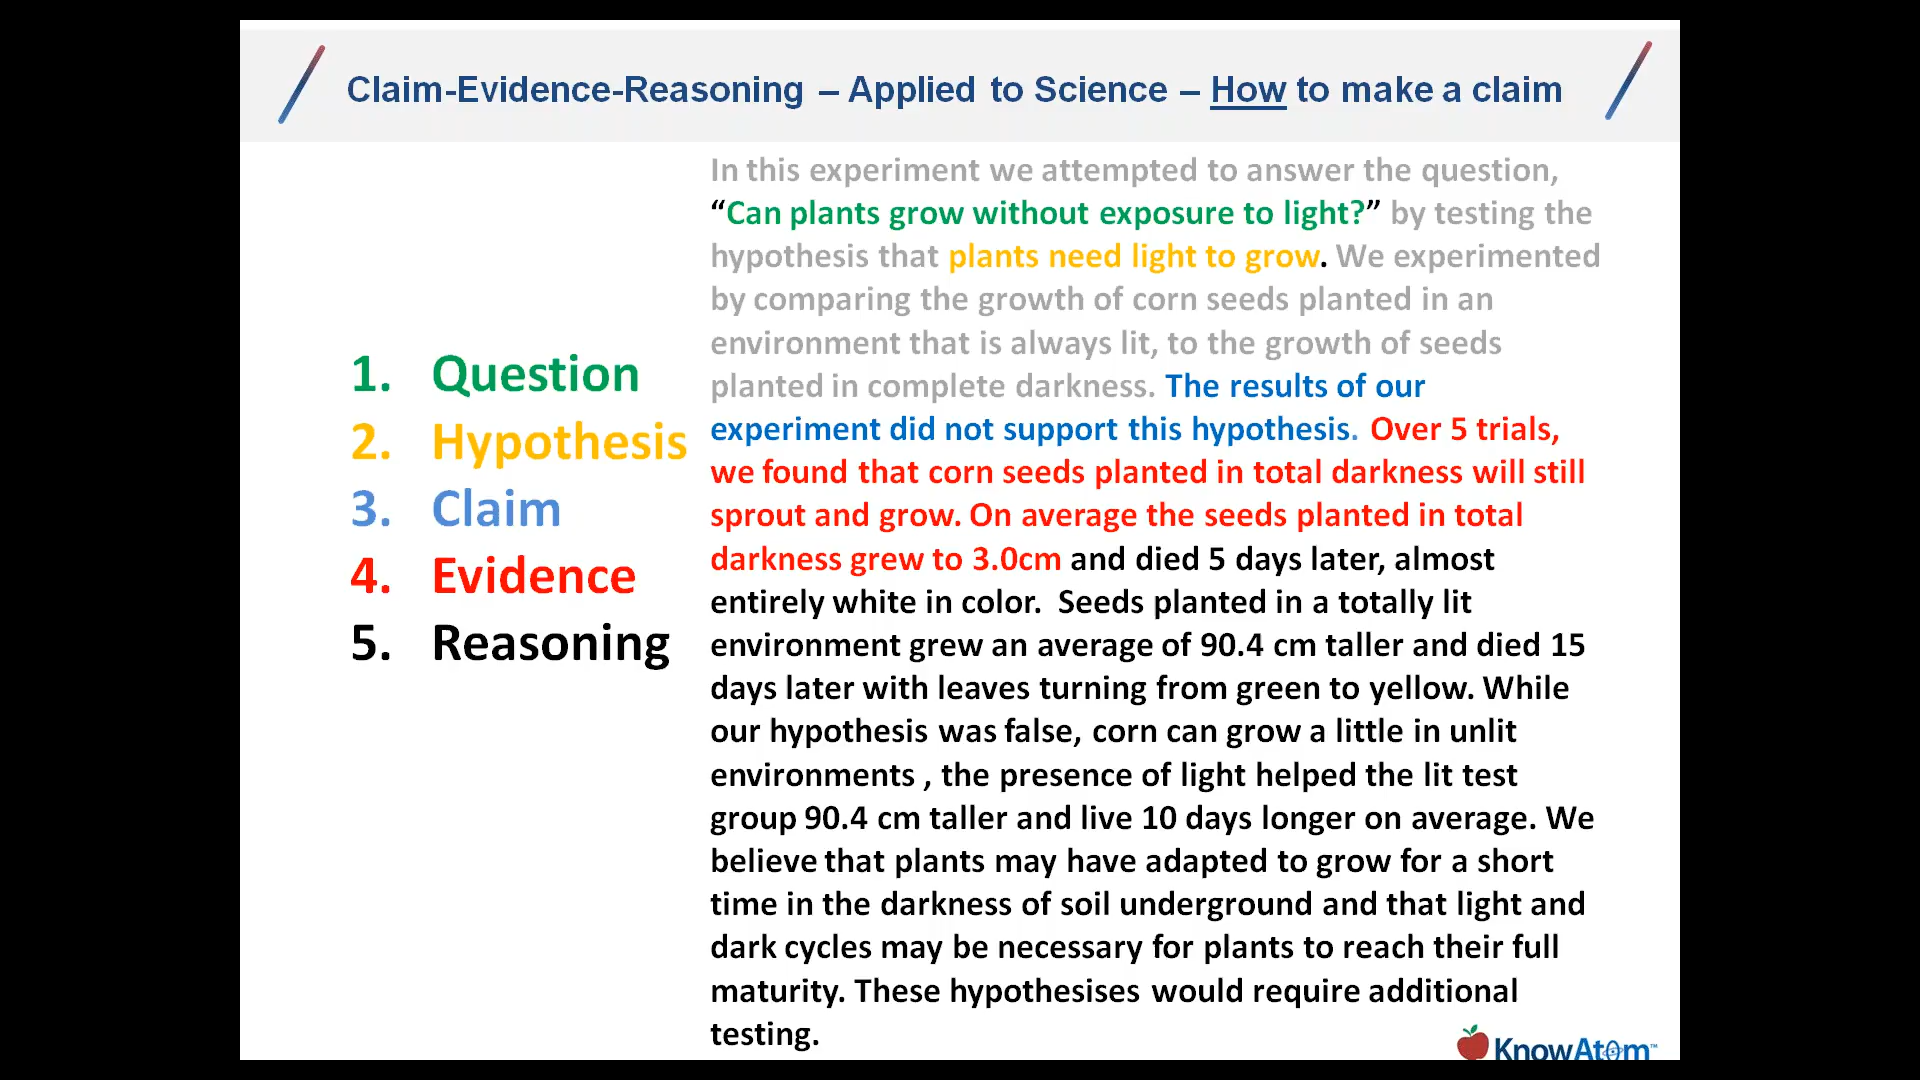 Claim-Evidence-Reasoning – Applied to Science – How to make a claim
1. Question
2. Hypothesis
3. Claim
4. Evidence
5. Reasoning
In this experiment we attempted to answer the question,
“Can plants grow without exposure to light?” by testing the
hypothesis that plants need light to grow. We experimented
by comparing the growth of corn seeds planted in an
environment that is always lit, to the growth of seeds
planted in complete darkness. The results of our
experiment did not support this hypothesis. Over 5 trials,
we found that corn seeds planted in total darkness will still
sprout and grow. On average the seeds planted in total
darkness grew to 3.0cm and died 5 days later, almost
entirely white in color.  Seeds planted in a totally lit
environment grew an average of 90.4 cm taller and died 15
days later with leaves turning from green to yellow. While
our hypothesis was false, corn can grow a little in unlit
environments , the presence of light helped the lit test
group 90.4 cm taller and live 10 days longer on average. We
believe that plants may have adapted to grow for a short
time in the darkness of soil underground and that light and
dark cycles may be necessary for plants to reach their full
maturity. These hypothesises would require additional
testing.
KnowAtom™